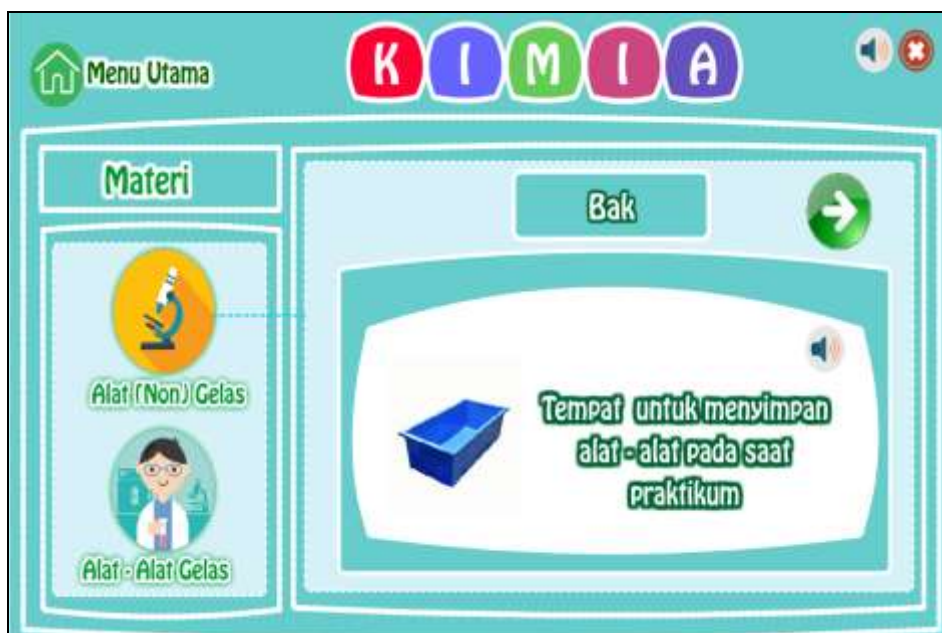 Menu Utama
KIMIA
Materi
Bak
Alat (Non) Gelas
Tempat untuk menyimpan
alat - alat pada saat
praktikum
Alat - Alat Gelas